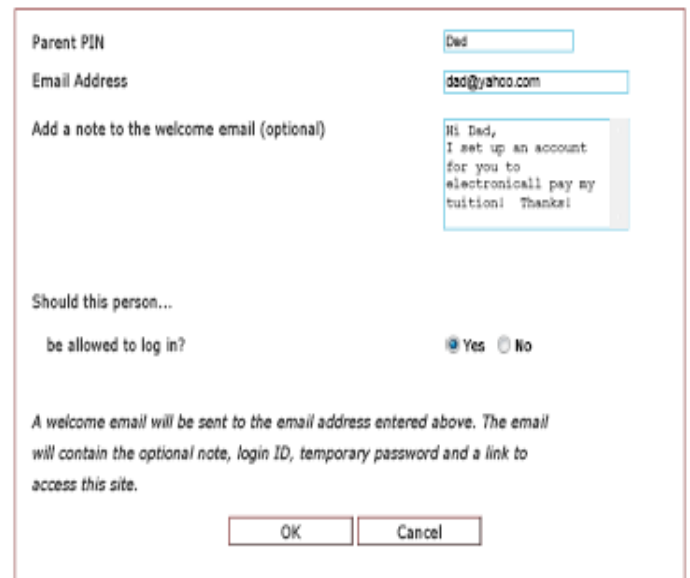 Parent PIN Dad
Email Address dad@yahoo.com
Add a note to the welcome email (optional)
Hi Dad,
I set up an account
for you to
electronicall pay my
tuition! Thanks!
Should this person...
be allowed to log in? Yes No
A welcome email will be sent to the email address entered above. The email
will contain the optional note, login ID, temporary password and a link to
access this site.
OK Cancel